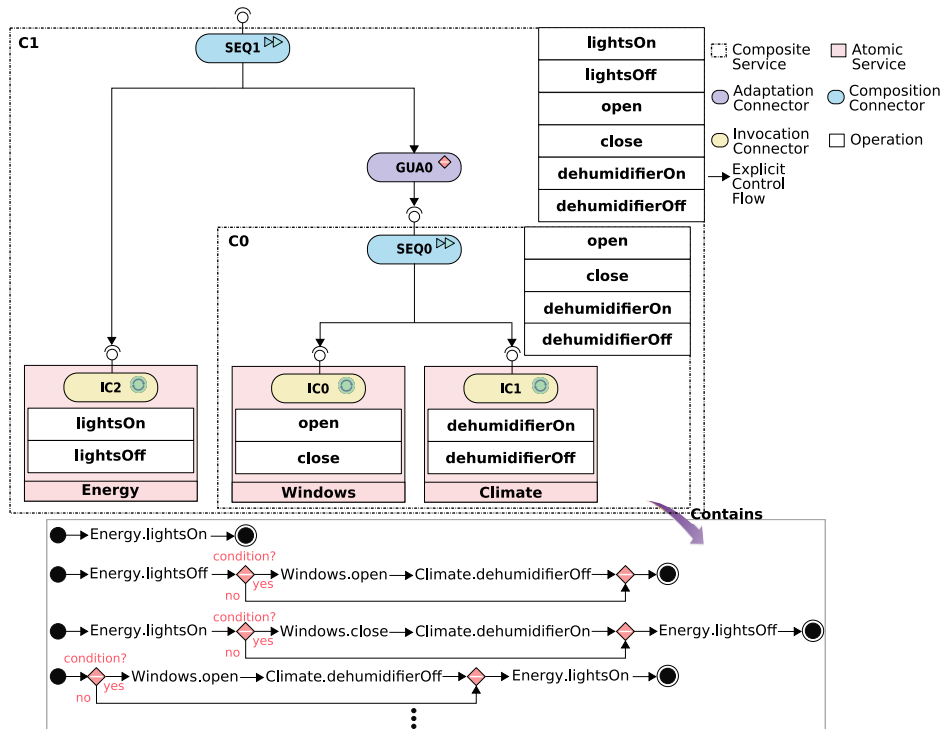 C1
SEQ1
lightsOn
lightsOff
open
close
dehumidifierOn
dehumidifierOff
Composite
Service
Atomic
Service
Adaptation
Connector
Composition
Connector
Invocation
Connector
Operation
Explicit
Control
Flow
GUA0
C0
SEQ0
open
close
dehumidifierOn
dehumidifierOff
IC2
lightsOn
lightsOff
Energy
IC0
open
close
Windows
IC1
dehumidifierOn
dehumidifierOff
Climate
Contains
Energy.lightsOn
condition?
Energy.lightsOff yes Windows.open Climate.dehumidifierOff
no
condition?
Energy.lightsOn yes Windows.close Climate.dehumidifierOn Energy.lightsOff
no
condition?
yes Windows.open Climate.dehumidifierOff Energy.lightsOn
no